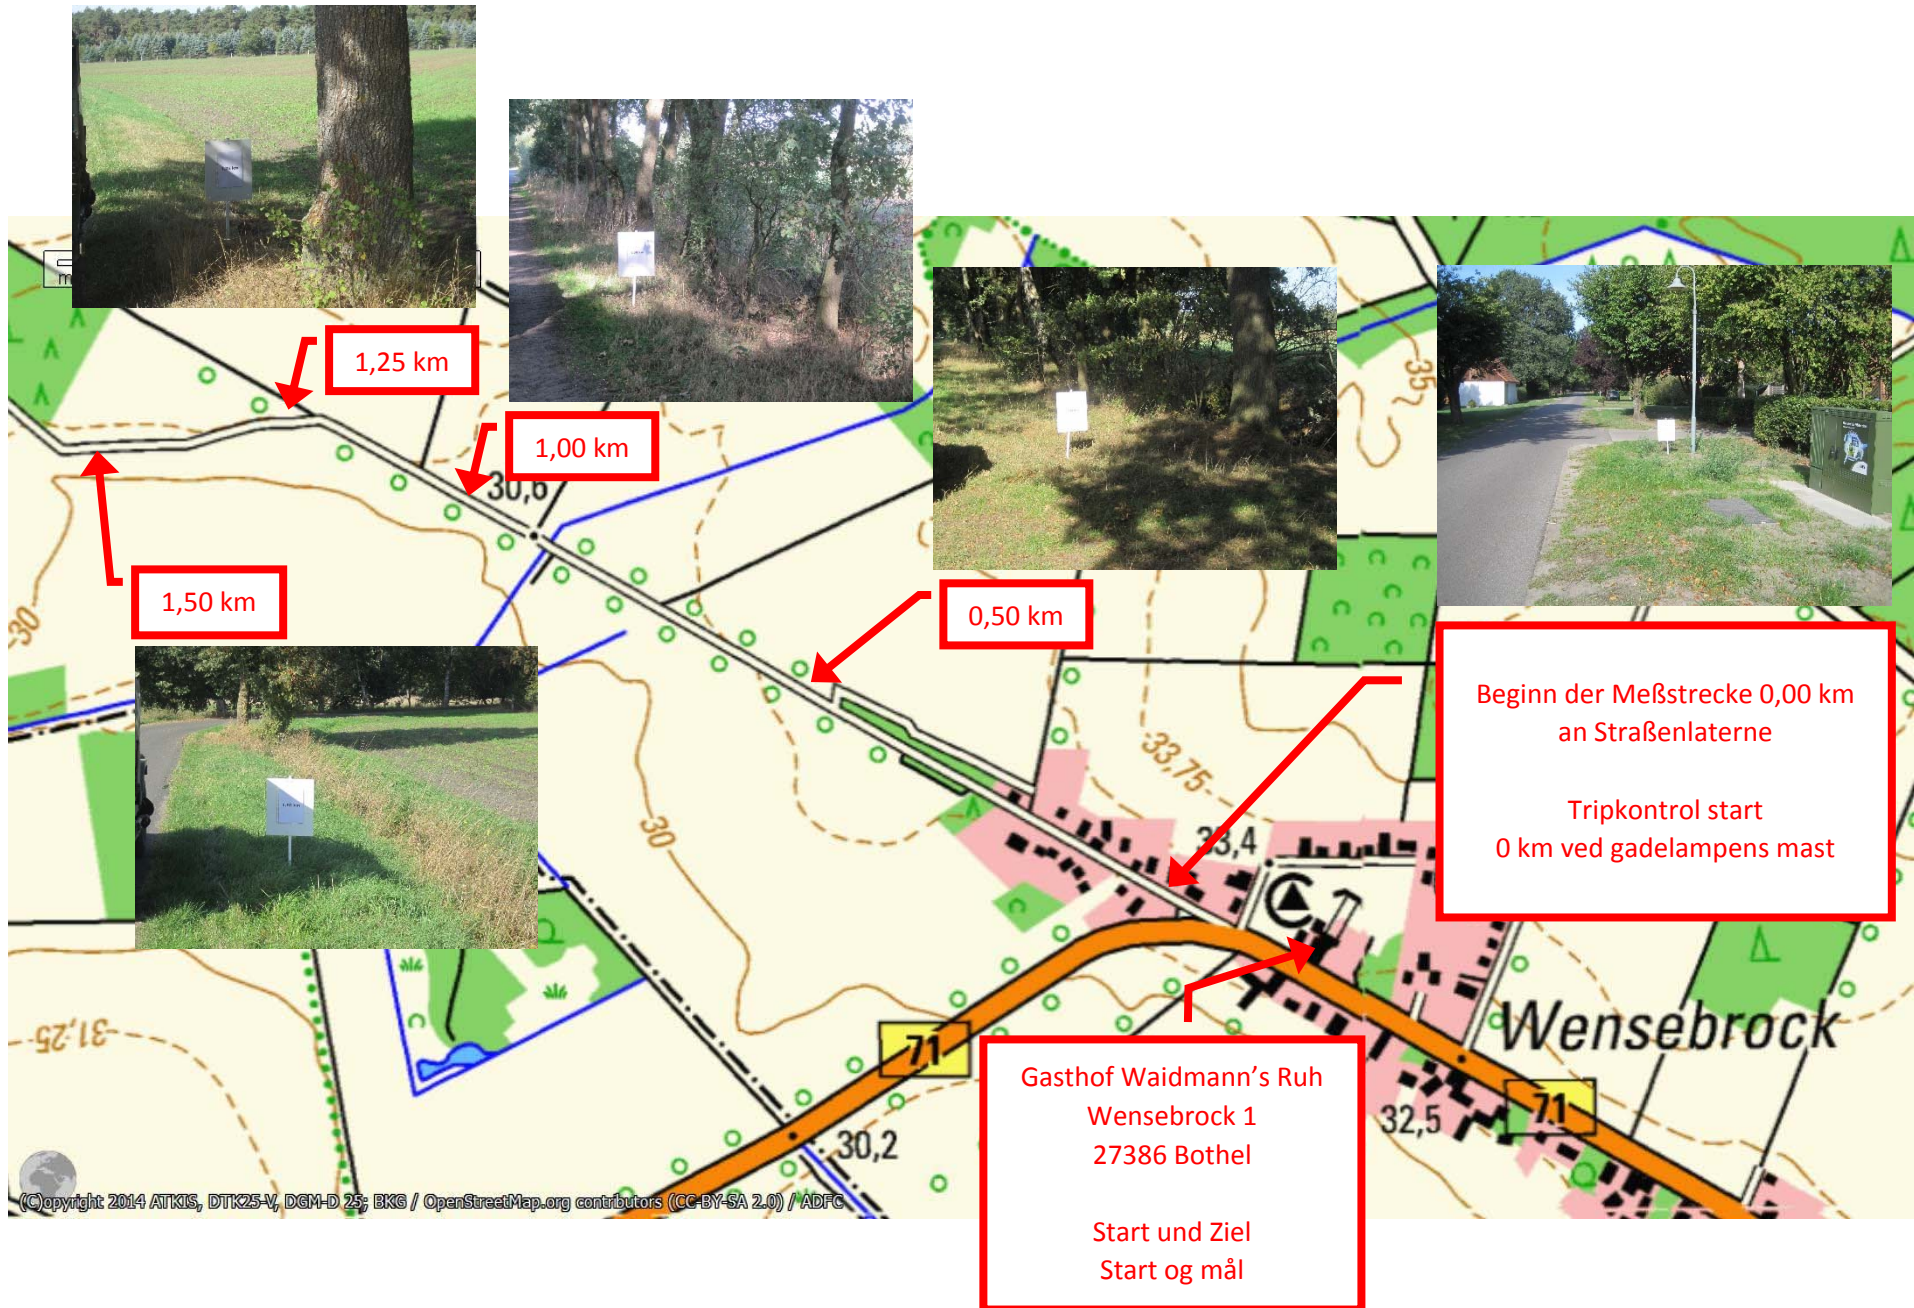 1,25 km
1,00 km
30,6
35
1,50 km
30
0,50 km
Beginn der Meßstrecke 0,00 km
an Straßenlaterne
Tripkontrol start
0 km ved gadelampens mast
33,75
30
33,4
31,25
71
Wensebrock
71
32,5
30,2
Gasthof Waidmann’s Ruh
Wensebrock 1
27386 Bothel
Start und Ziel
Start og mål
(C)opyright 2014 ATKIS, DTK25-V, DGM-D 25; BKG / OpenStreetMap.org contributors (CC-BY-SA 2.0) / ADFC